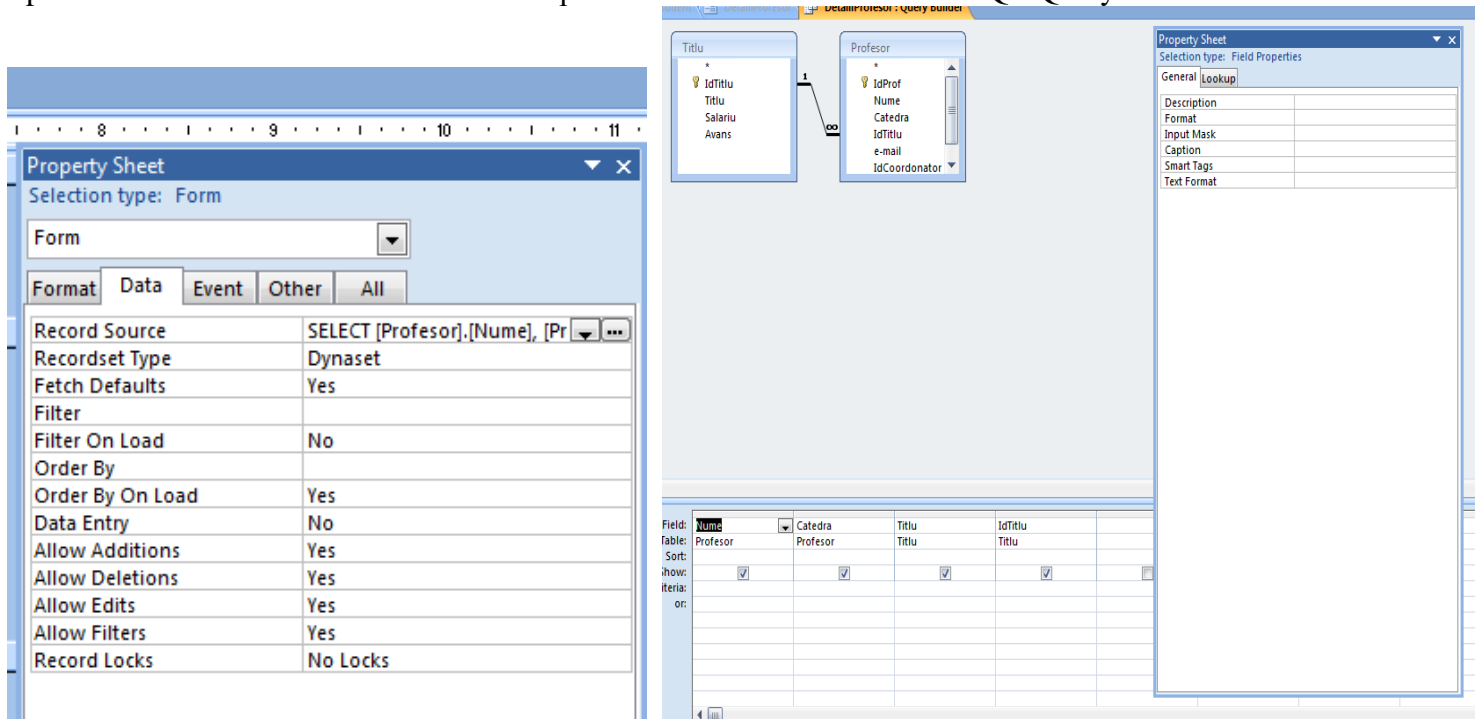 8 9 10 11
Property Sheet
Selection type: Form
Form
Format Data Event Other All
Record Source SELECT [Profesor].[Nume], [Pr
Recordset Type Dynaset
Fetch Defaults Yes
Filter
Filter On Load No
Order By
Order By On Load Yes
Data Entry No
Allow Additions Yes
Allow Deletions Yes
Allow Edits Yes
Allow Filters Yes
Record Locks No Locks
DetaliiProfesor : Query Builder
Titlu
*
IdTitlu
Titlu
Salariu
Avans
1
∞
Profesor
*
IdProf
Nume
Catedra
IdTitlu
e-mail
IdCoordonator
Property Sheet
Selection type: Field Properties
General Lookup
Description
Format
Input Mask
Caption
Smart Tags
Text Format
Field: Nume Catedra Titlu IdTitlu
Table: Profesor Profesor Titlu Titlu
Sort:
Show:
iteria:
or: